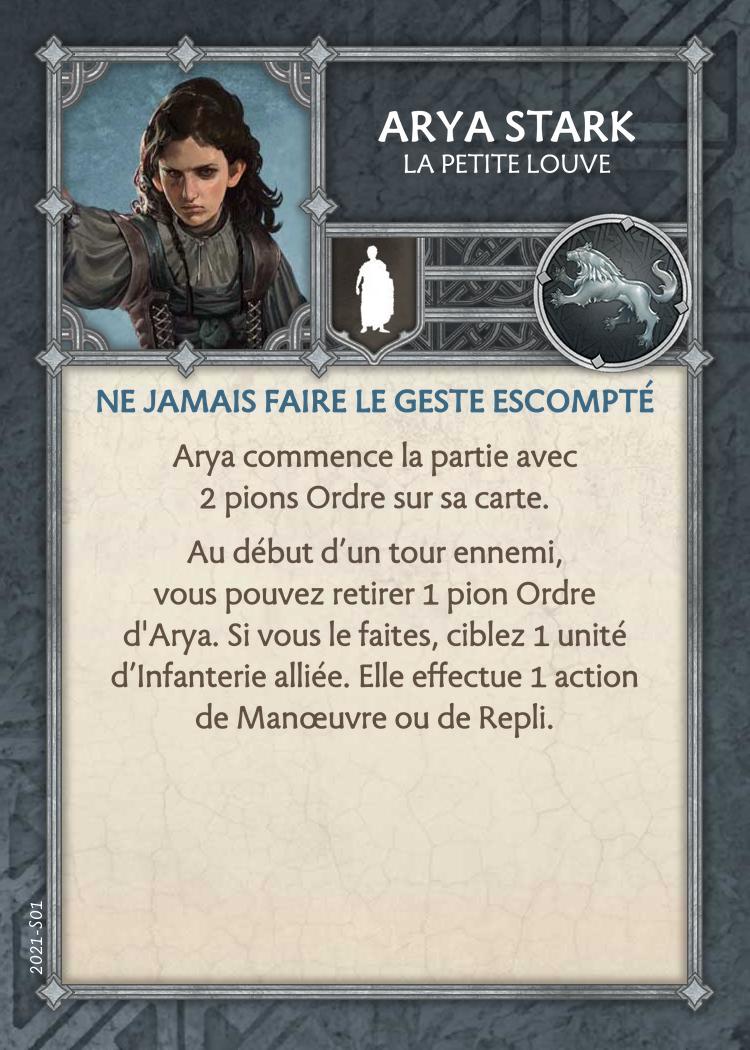 ARYA STARK
LA PETITE LOUVE
NE JAMAIS FAIRE LE GESTE ESCOMPTÉ
Arya commence la partie avec
2 pions Ordre sur sa carte.
Au début d’un tour ennemi,
vous pouvez retirer 1 pion Ordre
d'Arya. Si vous le faites, ciblez 1 unité
d’Infanterie alliée. Elle effectue 1 action
de Manœuvre ou de Repli.
2021-S01